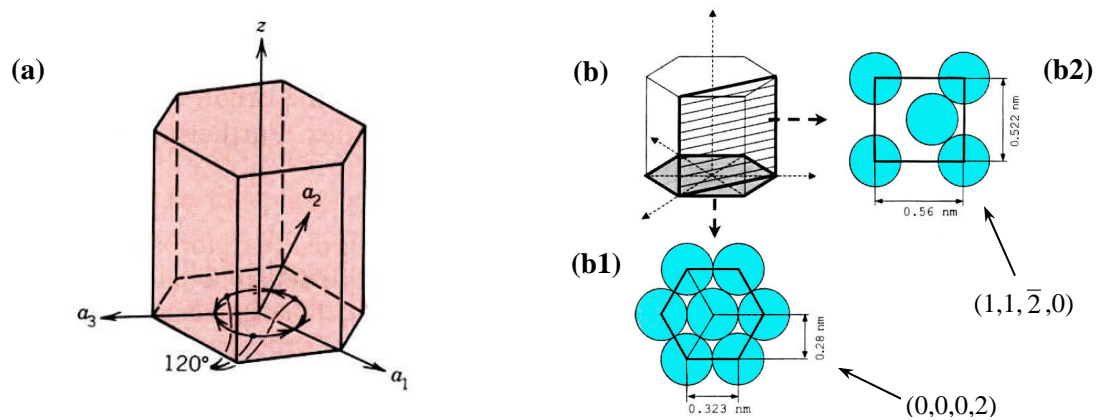 (a)
z
a2
a3
120°
a1
(b)
(b2)
0.522 nm
0.56 nm
(1,1,2̅,0)
(b1)
0.28 nm
0.323 nm
(0,0,0,2)